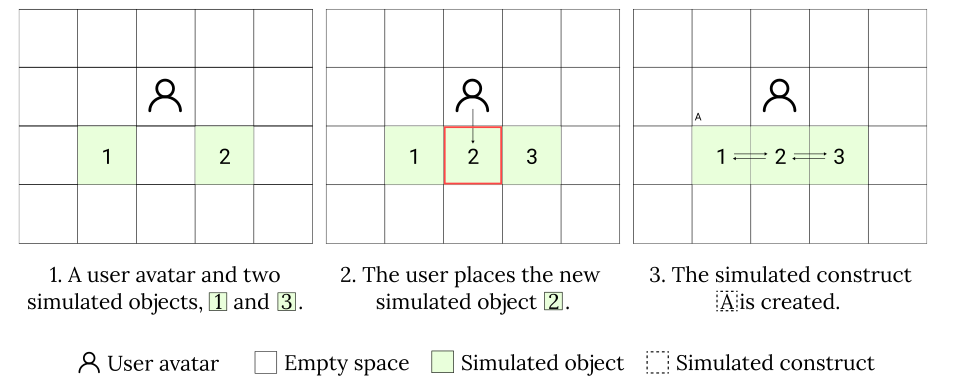 1
2
1
2
3
A
1
2
3
1. A user avatar and two
simulated objects, 1 and 3.
2. The user places the new
simulated object 2.
3. The simulated construct
A is created.
User avatar
Empty space
Simulated object
Simulated construct